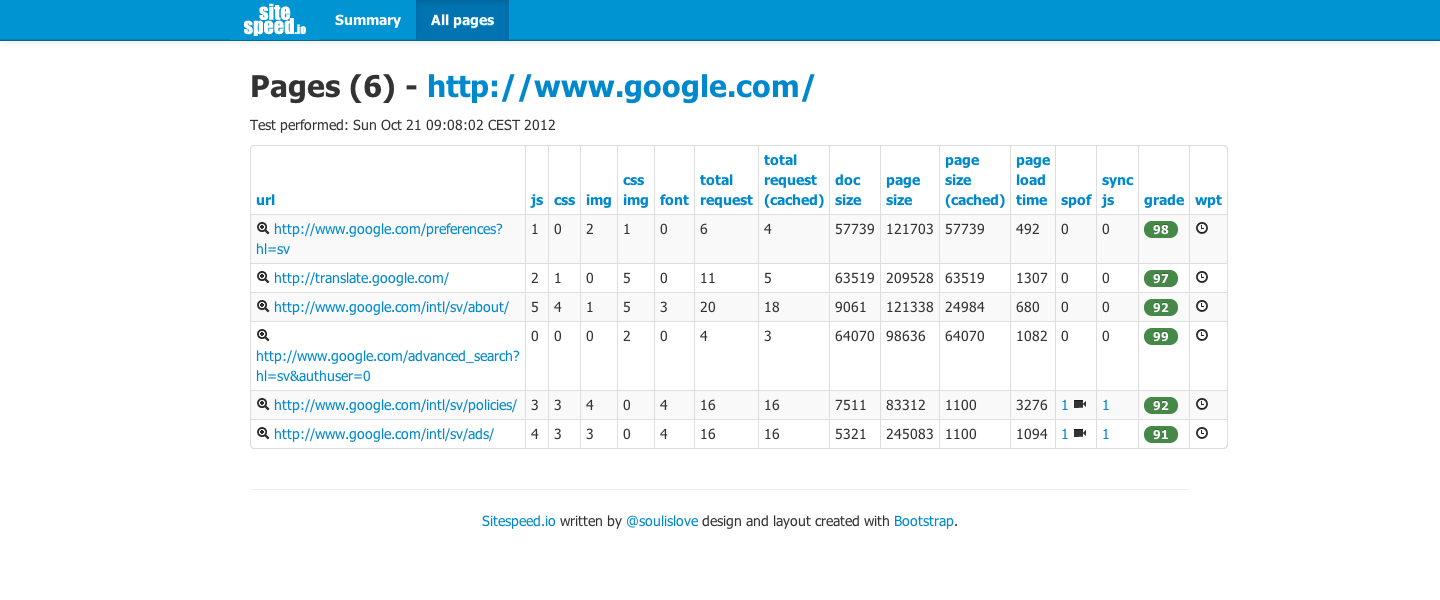 site
speed.io
Summary
All pages
Pages (6) - http://www.google.com/
Test performed: Sun Oct 21 09:08:02 CEST 2012
url js css img css img font total request total request (cached) doc size page size page size (cached) page load time spof sync js grade wpt
http://www.google.com/preferences? 1 0 2 1 0 6 4 57739 121703 57739 492 0 0 98
hl=sv
http://translate.google.com/ 2 1 0 5 0 11 5 63519 209528 63519 1307 0 0 97
http://www.google.com/intl/sv/about/ 5 4 1 5 3 20 18 9061 121338 24984 680 0 0 92
0 0 0 2 0 4 3 64070 98636 64070 1082 0 0 99
http://www.google.com/advanced_search?
hl=sv&authuser=0
http://www.google.com/intl/sv/policies/ 3 3 4 0 4 16 16 7511 83312 1100 3276 1 1 92
http://www.google.com/intl/sv/ads/ 4 3 3 0 4 16 16 5321 245083 1100 1094 1 1 91
Sitespeed.io written by @soulislove design and layout created with Bootstrap.